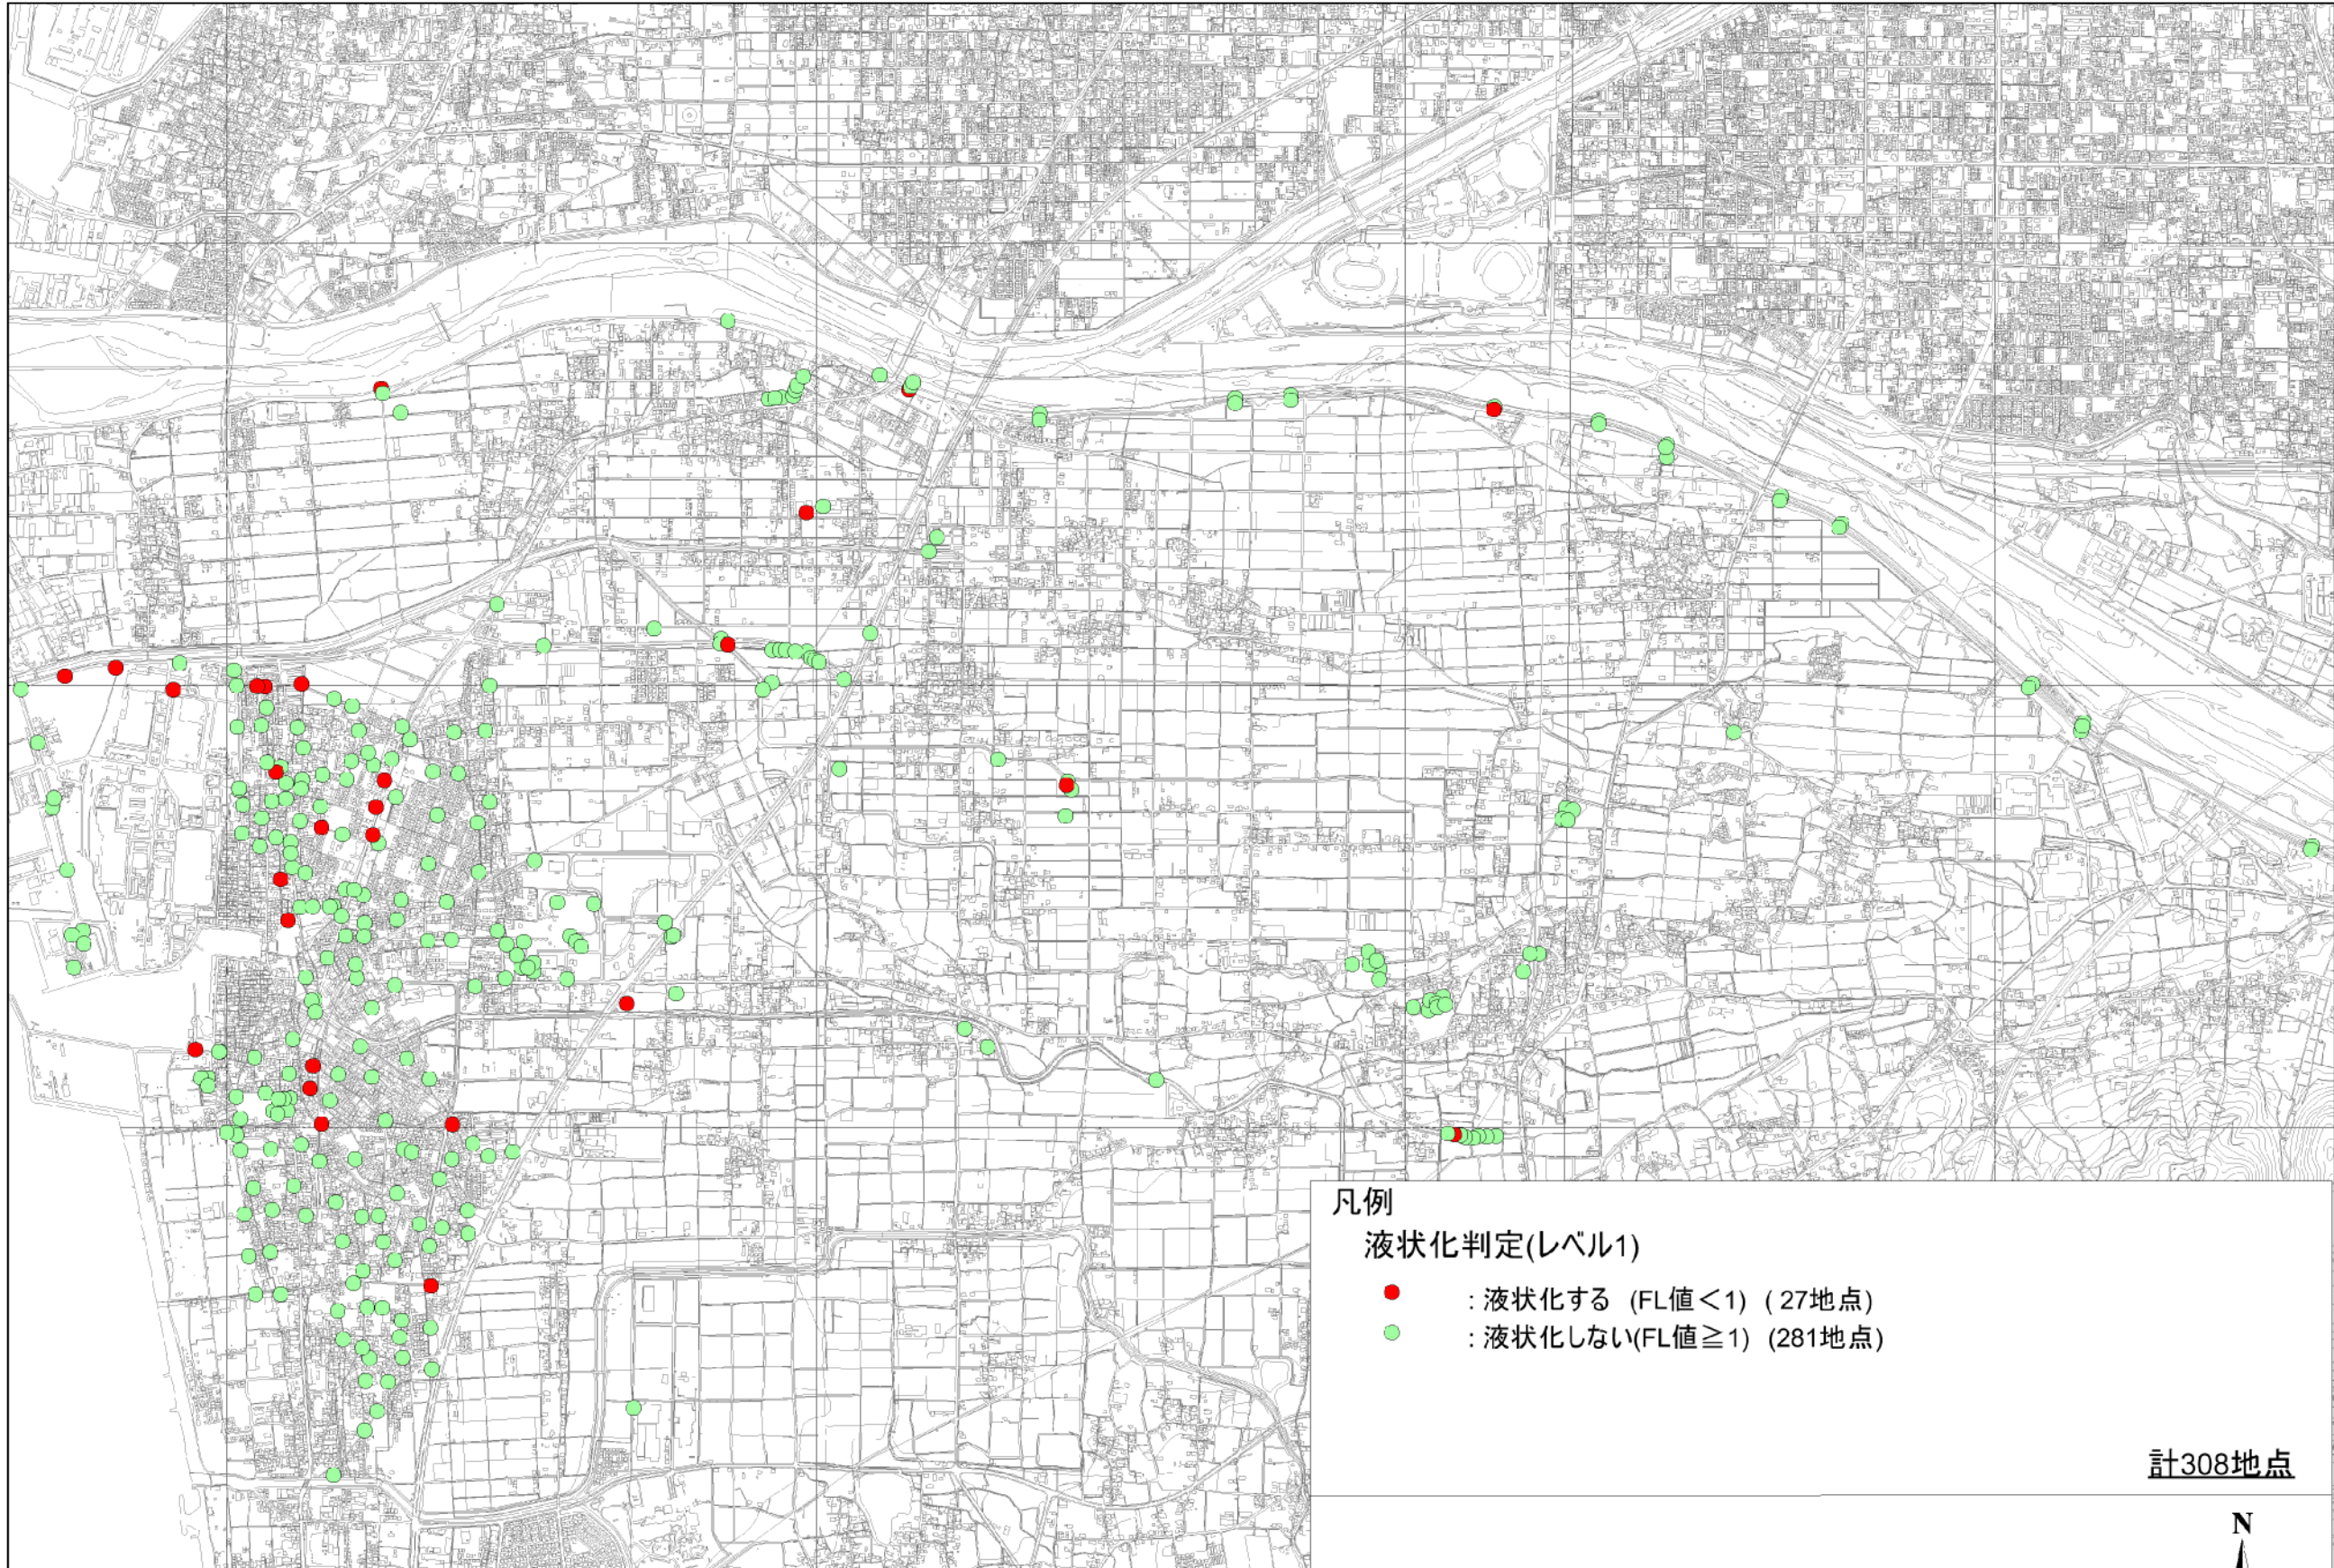 凡例
液状化判定(レベル1)
：液状化する (FL値＜1) ( 27地点)
：液状化しない(FL値≧1) (281地点)
計308地点
N